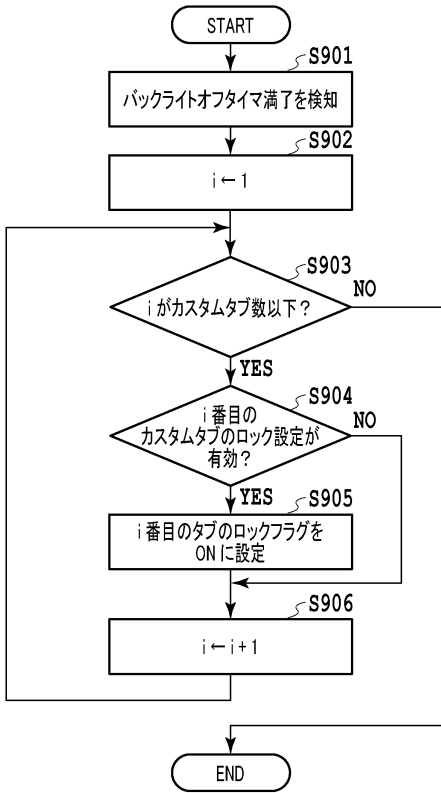 START
S901
バックライトオフタイマ満了を検知
S902
i←1
S903
iがカスタムタブ数以下？
NO
YES
S904
i番目の
カスタムタブのロック設定が
有効？
NO
YES
S905
i番目のタブのロックフラグを
ONに設定
S906
i←i+1
END